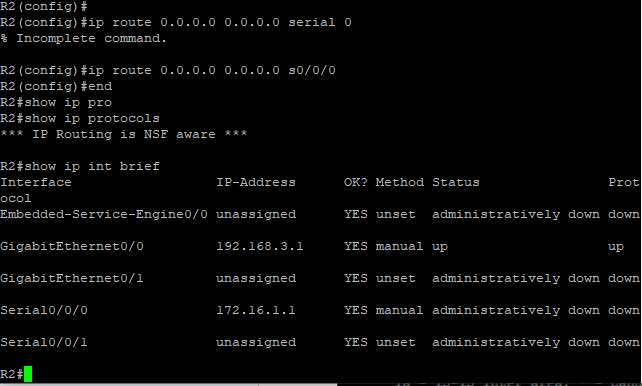 R2(config)#
R2(config)#ip route 0.0.0.0 0.0.0.0 serial 0
% Incomplete command.
R2(config)#ip route 0.0.0.0 0.0.0.0 s0/0/0
R2(config)#end
R2#show ip pro
R2#show ip protocols
*** IP Routing is NSF aware ***
R2#show ip int brief
Interface IP-Address OK? Method Status Prot
ocol
Embedded-Service-Engine0/0 unassigned YES unset administratively down down
GigabitEthernet0/0 192.168.3.1 YES manual up up
GigabitEthernet0/1 unassigned YES unset administratively down down
Serial0/0/0 172.16.1.1 YES manual administratively down down
Serial0/0/1 unassigned YES unset administratively down down
R2#